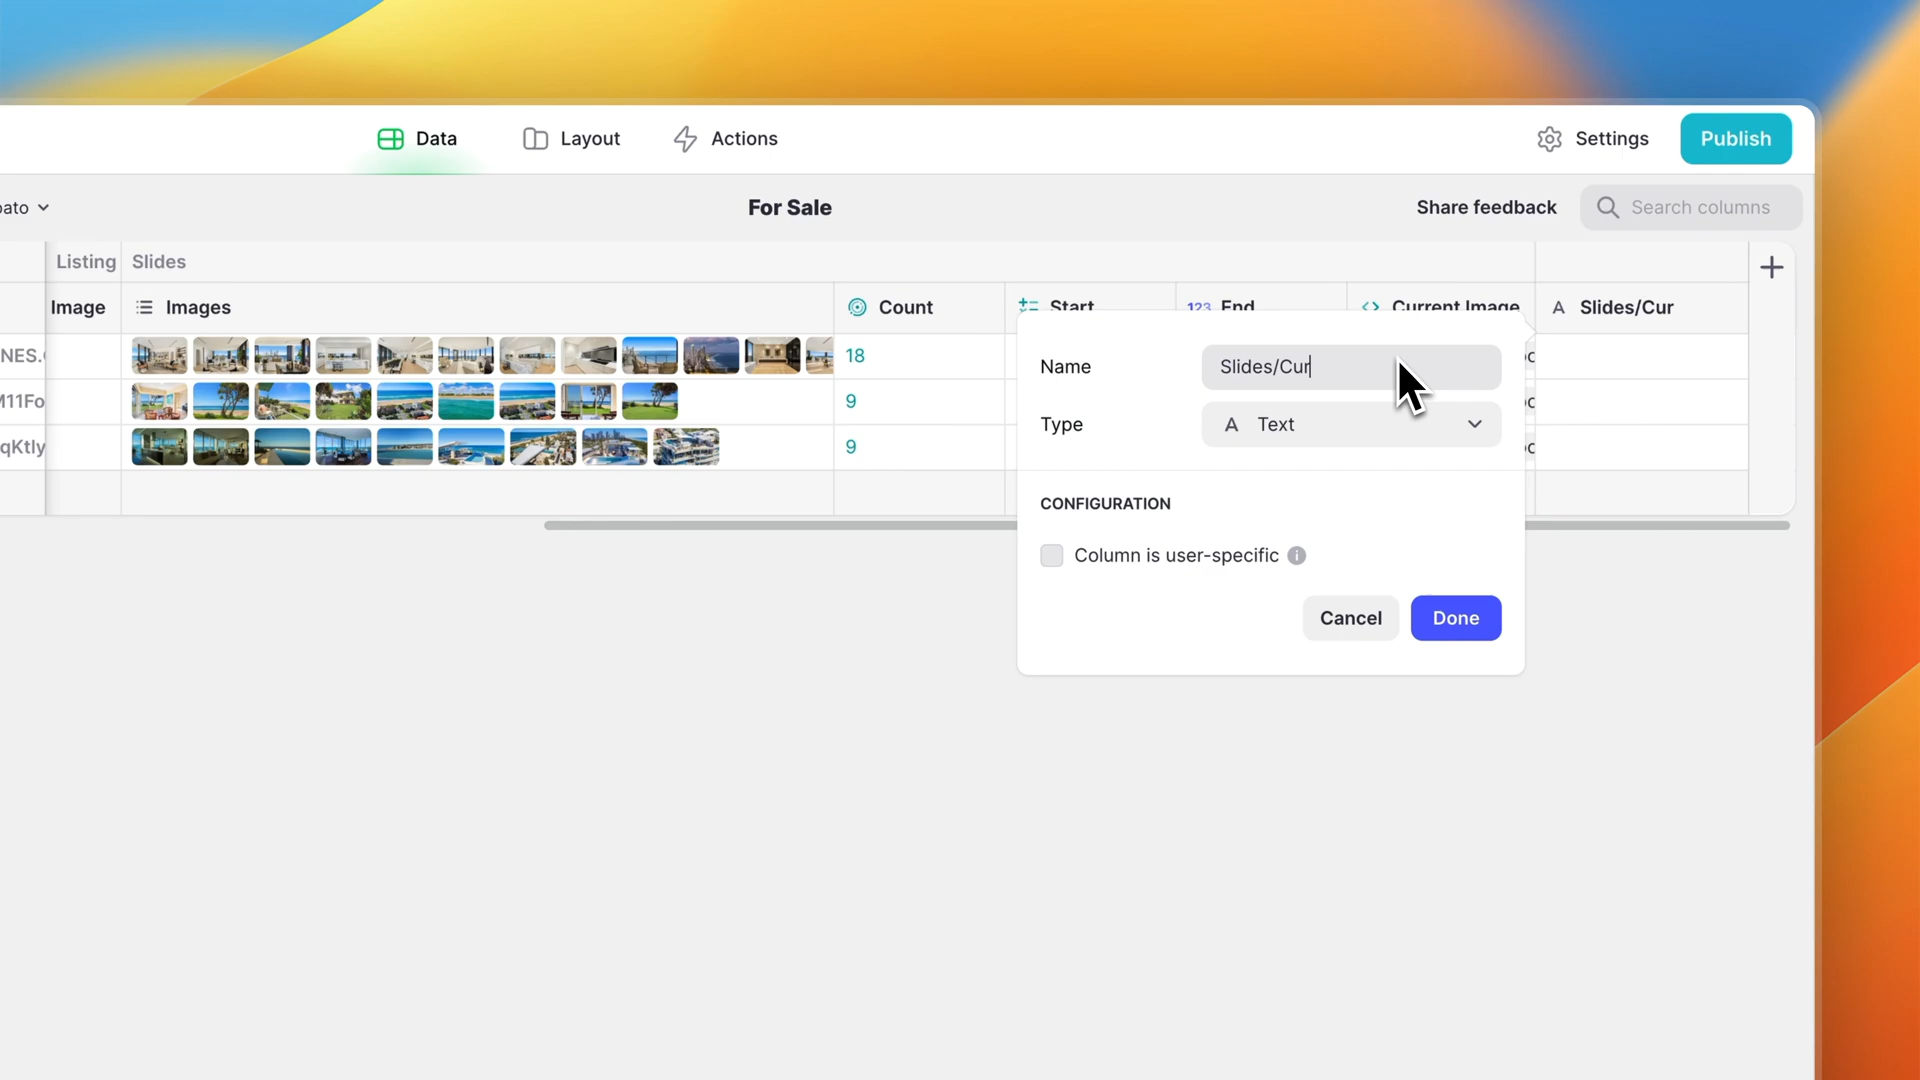 Data
Layout
Actions
Settings
Publish
For Sale
Share feedback
Search columns
Listing
Slides
Image
Images
Count
Start
123 End
Current Image
A Slides/Cur
18
9
9
Name
Slides/Cur
Type
A Text
CONFIGURATION
Column is user-specific
Cancel
Done